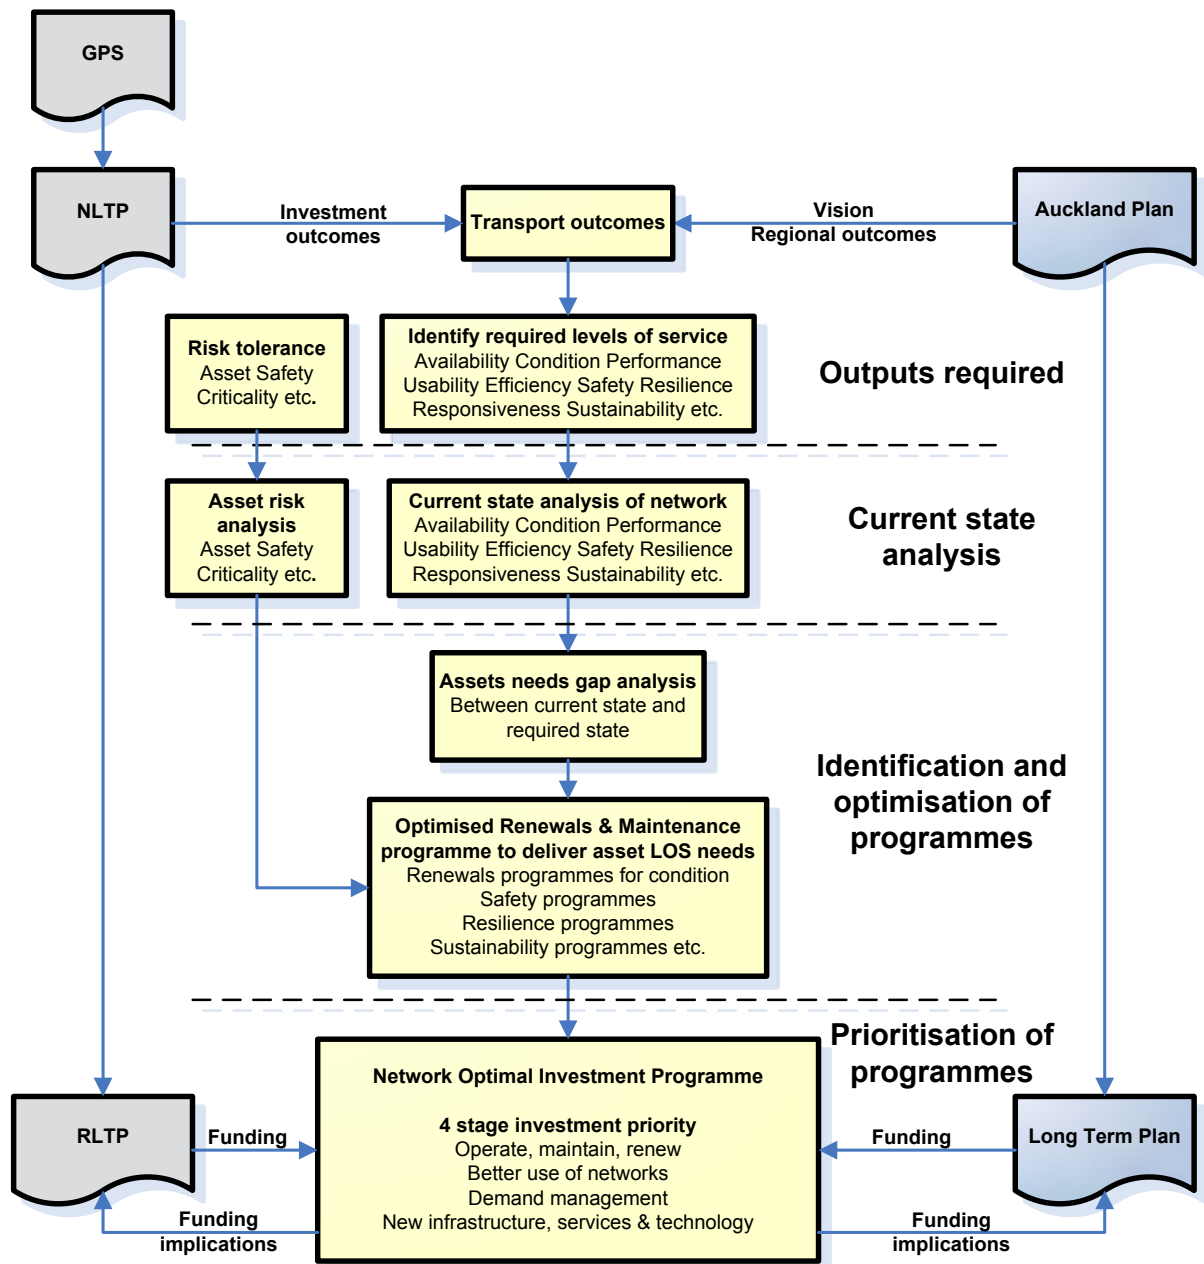 GPS
NLTP
Investment
outcomes
Transport outcomes
Vision
Regional outcomes
Auckland Plan
Risk tolerance
Asset Safety
Criticality etc.
Identify required levels of service
Availability Condition Performance
Usability Efficiency Safety Resilience
Responsiveness Sustainability etc.
Outputs required
Asset risk
analysis
Asset Safety
Criticality etc.
Current state analysis of network
Availability Condition Performance
Usability Efficiency Safety Resilience
Responsiveness Sustainability etc.
Current state
analysis
Assets needs gap analysis
Between current state and
required state
Identification and
optimisation of
programmes
Optimised Renewals & Maintenance
programme to deliver asset LOS needs
Renewals programmes for condition
Safety programmes
Resilience programmes
Sustainability programmes etc.
Prioritisation of
programmes
Network Optimal Investment Programme
4 stage investment priority
Operate, maintain, renew
Better use of networks
Demand management
New infrastructure, services & technology
RLTP
Funding
Funding
implications
Funding
Long Term Plan
Funding
implications